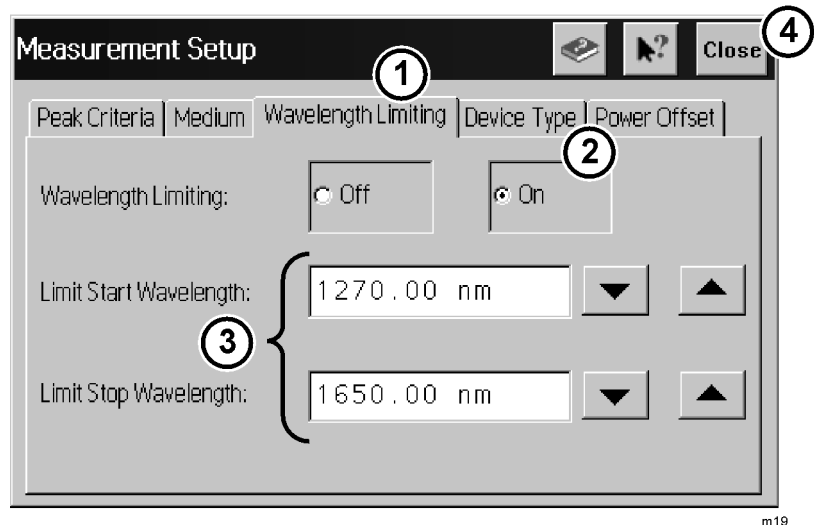 Measurement Setup
?
Close
4
1
Peak Criteria
Medium
Wavelength Limiting
Device Type
Power Offset
2
Wavelength Limiting:
Off
On
Limit Start Wavelength:
1270.00 nm
3
Limit Stop Wavelength:
1650.00 nm
m19